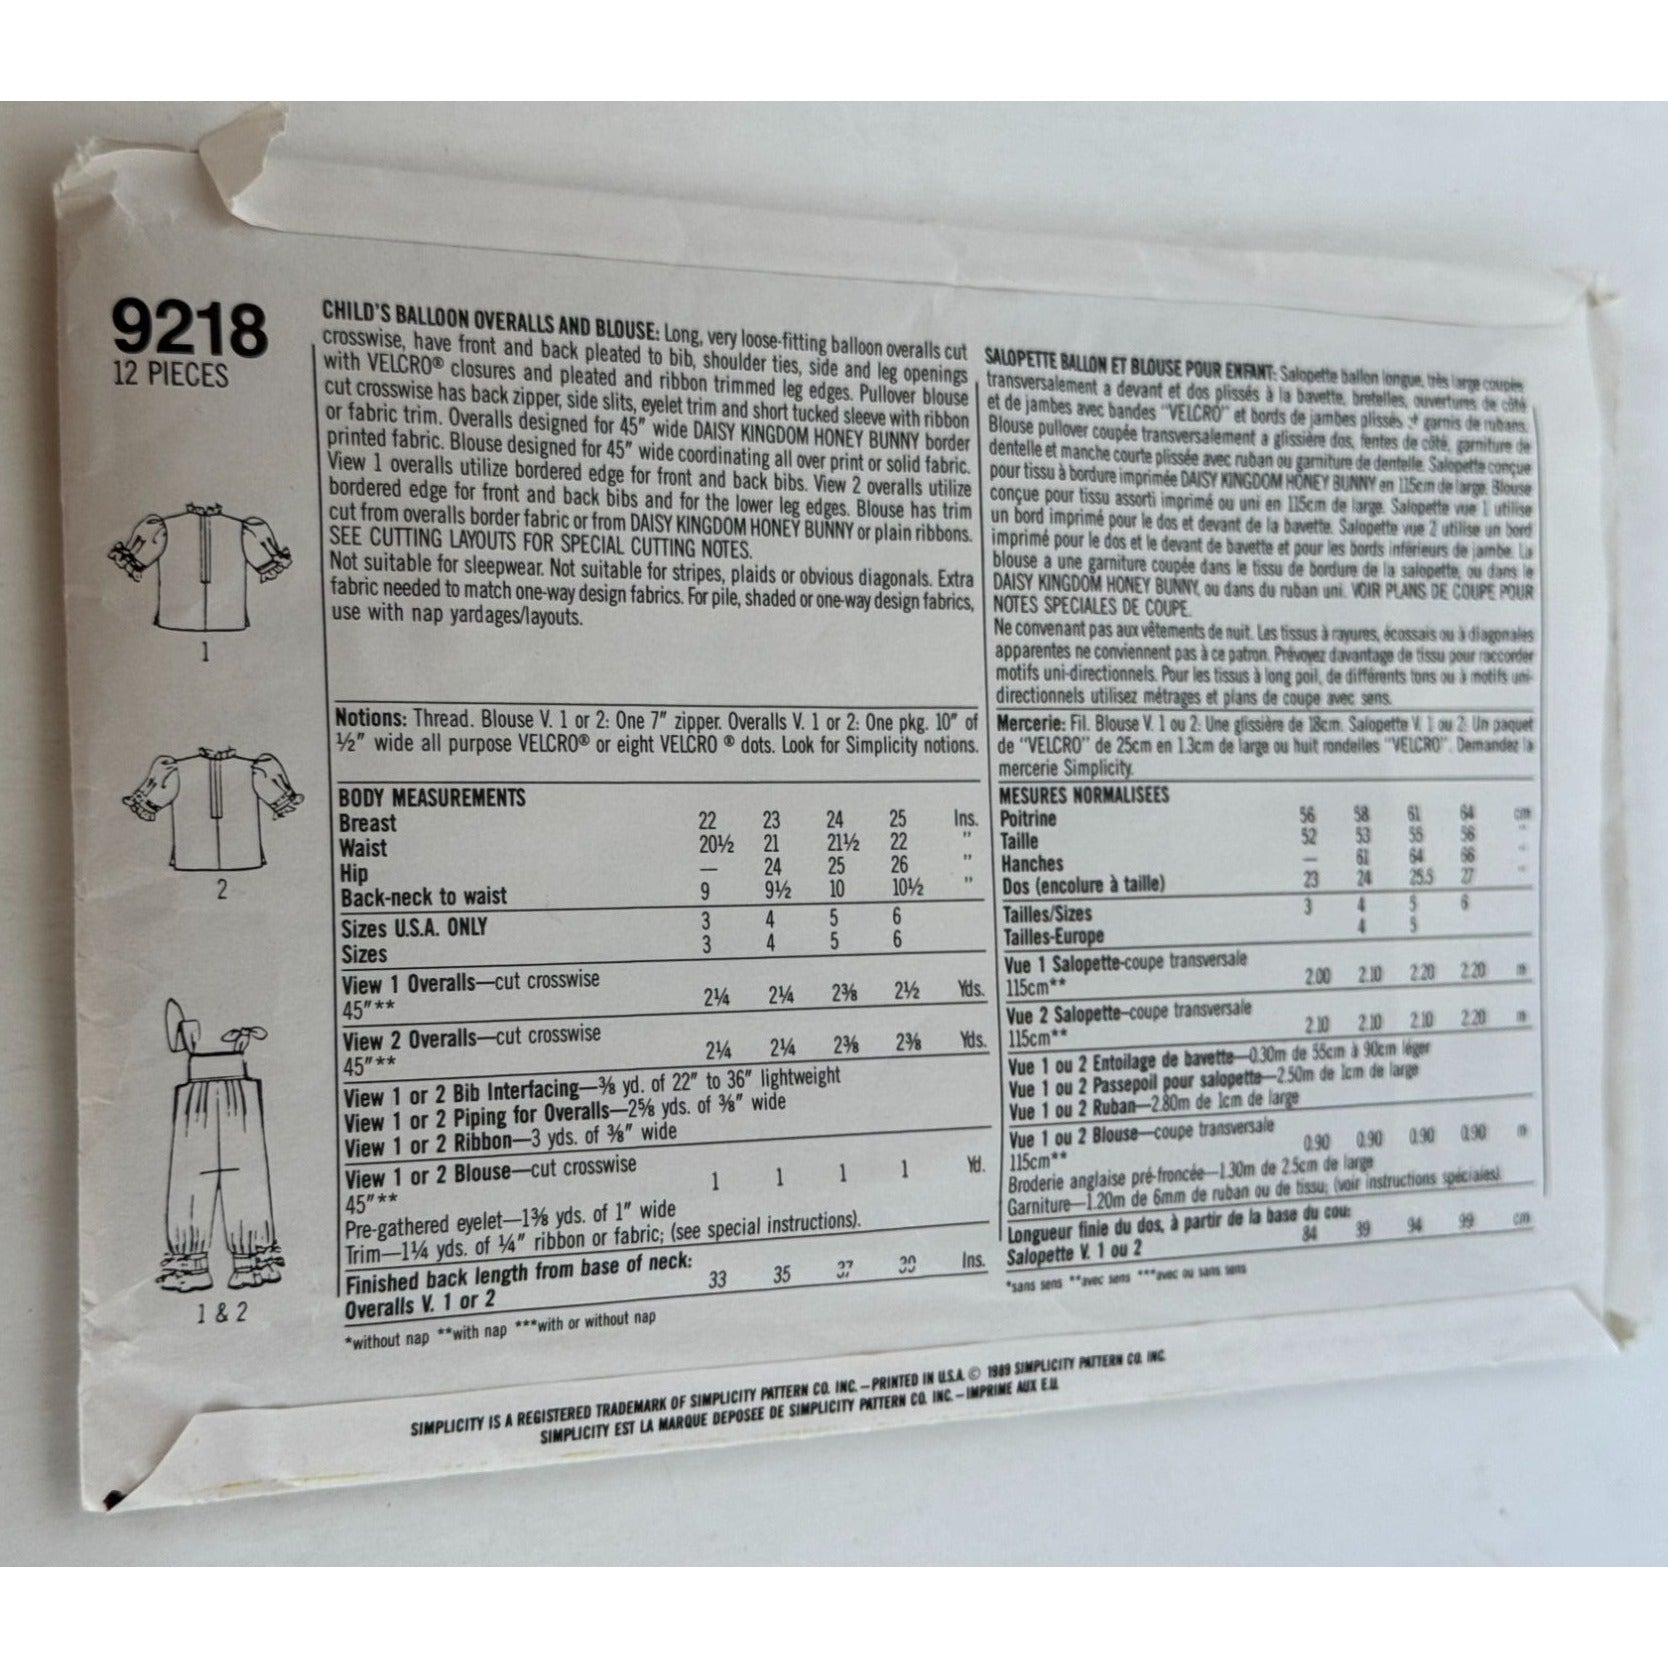 9218
12 PIECES
1
2
1 & 2
CHILD'S BALLOON OVERALLS AND BLOUSE: Long, very loose-fitting balloon overalls cut
crosswise, have front and back pleated to bib, shoulder ties, side and leg openings
with VELCRO® closures and pleated and ribbon trimmed leg edges. Pullover blouse
cut crosswise has back zipper, side slits, eyelet trim and short tucked sleeve with ribbon
or fabric trim. Overalls designed for 45" wide DAISY KINGDOM HONEY BUNNY border
printed fabric. Blouse designed for 45" wide coordinating all over print or solid fabric.
View 1 overalls utilize bordered edge for front and back bibs. View 2 overalls utilize
bordered edge for front and back bibs and for the lower leg edges. Blouse has trim
cut from overalls border fabric or from DAISY KINGDOM HONEY BUNNY or plain ribbons.
SEE CUTTING LAYOUTS FOR SPECIAL CUTTING NOTES.
Not suitable for sleepwear. Not suitable for stripes, plaids or obvious diagonals. Extra
fabric needed to match one-way design fabrics. For pile, shaded or one-way design fabrics,
use with nap yardages/layouts.
Notions: Thread. Blouse V. 1 or 2: One 7" zipper. Overalls V. 1 or 2: One pkg. 10" of
½" wide all purpose VELCRO® or eight VELCRO ® dots. Look for Simplicity notions.
BODY MEASUREMENTS
Breast 22 23 24 25 Ins.
Waist 20½ 21 21½ 22 "
Hip — 24 25 26 "
Back-neck to waist 9 9½ 10 10½ "
Sizes U.S.A. ONLY 3 4 5 6
Sizes 3 4 5 6
View 1 Overalls—cut crosswise
45"** 2¼ 2¼ 2⅜ 2½ Yds.
View 2 Overalls—cut crosswise
45"** 2¼ 2¼ 2⅜ 2⅜ Yds.
View 1 or 2 Bib Interfacing—⅜ yd. of 22" to 36" lightweight
View 1 or 2 Piping for Overalls—2⅝ yds. of ⅜" wide
View 1 or 2 Ribbon—3 yds. of ⅜" wide
View 1 or 2 Blouse—cut crosswise
45"** 1 1 1 1 Yd.
Pre-gathered eyelet—1⅜ yds. of 1" wide
Trim—1¼ yds. of ¼" ribbon or fabric; (see special instructions).
Finished back length from base of neck:
Overalls V. 1 or 2 33 35 37 39 Ins.
*without nap **with nap ***with or without nap
SALOPETTE BALLON ET BLOUSE POUR ENFANT: Salopette ballon longue, très large coupée
transversalement a devant et dos plissés à la bavette, bretelles, ouvertures de côté
et de jambes avec bandes "VELCRO" et bords de jambes plissés et garnis de rubans.
Blouse pullover coupée transversalement a glissière dos, fentes de côté, garniture de
dentelle et manche courte plissée avec ruban ou garniture de dentelle. Salopette conçue
pour tissu à bordure imprimée DAISY KINGDOM HONEY BUNNY en 115cm de large. Blouse
conçue pour tissu assorti imprimé ou uni en 115cm de large. Salopette vue 1 utilise
un bord imprimé pour le dos et devant de la bavette. Salopette vue 2 utilise un bord
imprimé pour le dos et le devant de bavette et pour les bords inférieurs de jambe. La
blouse a une garniture coupée dans le tissu de bordure de la salopette, ou dans le
DAISY KINGDOM HONEY BUNNY, ou dans du ruban uni. VOIR PLANS DE COUPE POUR
NOTES SPECIALES DE COUPE.
Ne convenant pas aux vêtements de nuit. Les tissus à rayures, écossais ou à diagonales
apparentes ne conviennent pas à ce patron. Prévoyez davantage de tissu pour raccorder
motifs uni-directionnels. Pour les tissus à long poil, de différents tons ou à motifs uni-
directionnels utilisez métrages et plans de coupe avec sens.
Mercerie: Fil. Blouse V. 1 ou 2: Une glissière de 18cm. Salopette V. 1 ou 2: Un paquet
de "VELCRO" de 25cm en 1.3cm de large ou huit rondelles "VELCRO". Demandez la
mercerie Simplicity.
MESURES NORMALISEES
Poitrine 56 58 61 64 cm
Taille 52 53 55 56 "
Hanches — 61 64 66 "
Dos (encolure à taille) 23 24 25.5 27 "
Tailles/Sizes 3 4 5 6
Tailles-Europe 4 5
Vue 1 Salopette-coupe transversale
115cm** 2.00 2.10 2.20 2.20 m
Vue 2 Salopette-coupe transversale
115cm** 2.10 2.10 2.10 2.20 m
Vue 1 ou 2 Entoilage de bavette—0.30m de 55cm à 90cm léger
Vue 1 ou 2 Passepoil pour salopette—2.50m de 1cm de large
Vue 1 ou 2 Ruban—2.80m de 1cm de large
Vue 1 ou 2 Blouse—coupe transversale
115cm** 0.90 0.90 0.90 0.90 m
Broderie anglaise pré-froncée—1.30m de 2.5cm de large
Garniture—1.20m de 6mm de ruban ou de tissu; (voir instructions spéciales).
Longueur finie du dos, à partir de la base du cou:
Salopette V. 1 ou 2 84 89 94 99 cm
*sans sens **avec sens ***avec ou sans sens
SIMPLICITY IS A REGISTERED TRADEMARK OF SIMPLICITY PATTERN CO. INC.—PRINTED IN U.S.A. © 1989 SIMPLICITY PATTERN CO. INC.
SIMPLICITY EST LA MARQUE DEPOSEE DE SIMPLICITY PATTERN CO. INC.—IMPRIME AUX E.U.